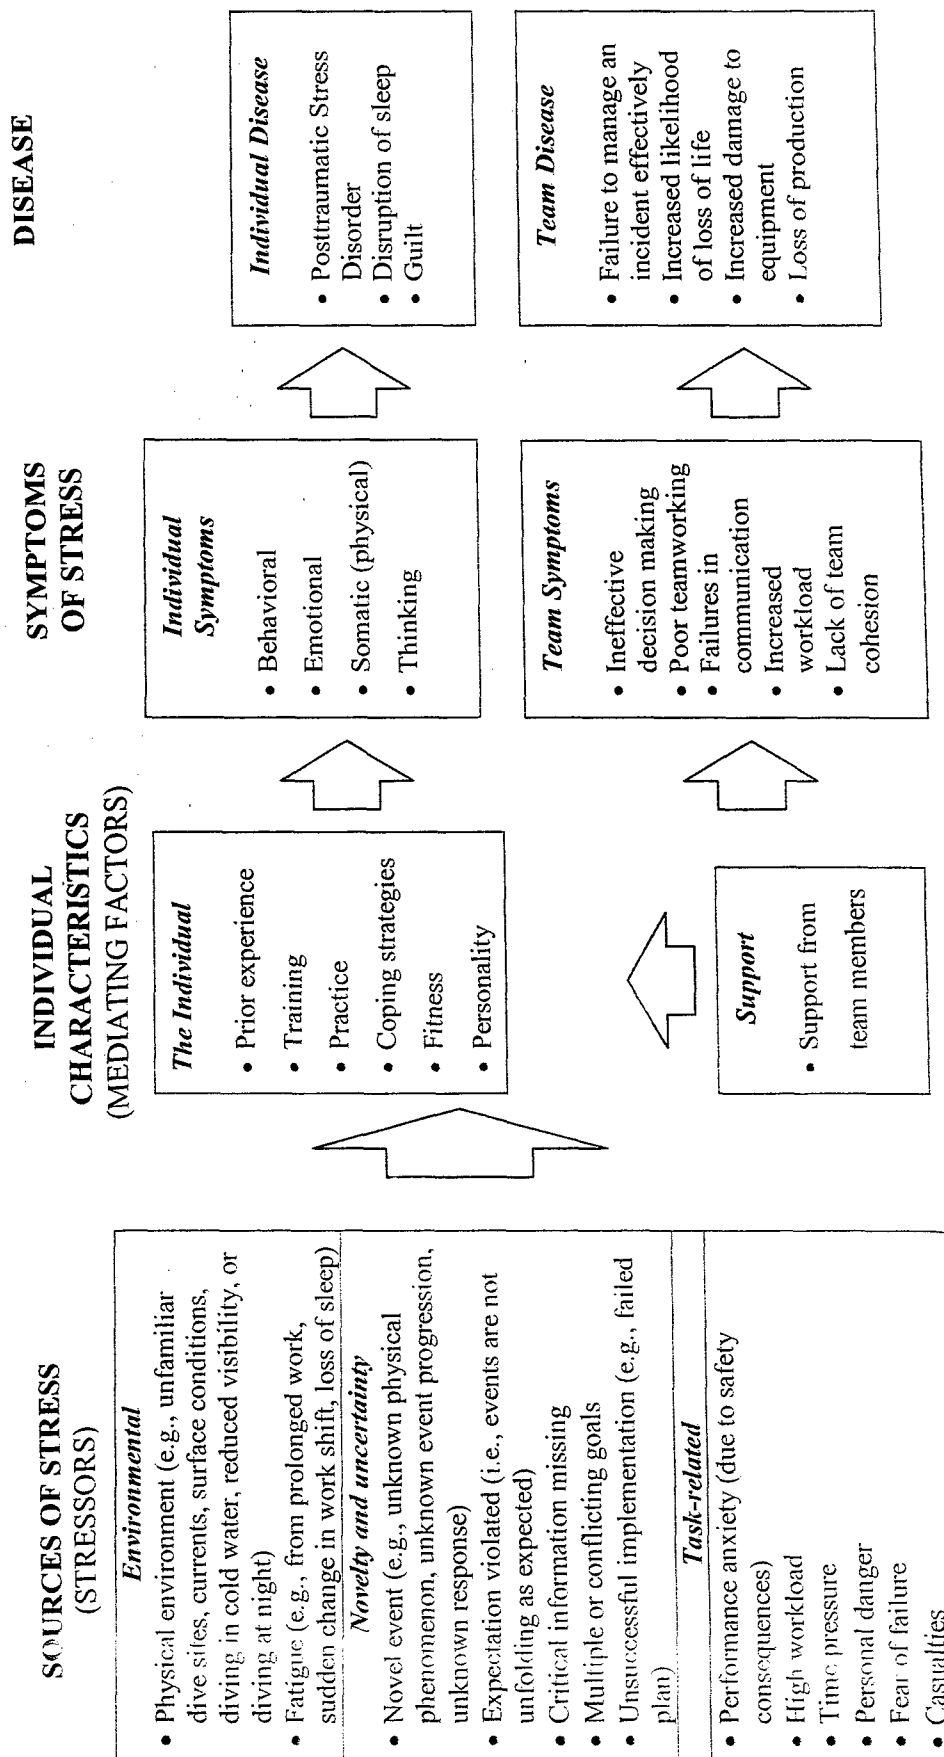 SOURCES OF STRESS
(STRESSORS)
Environmental
• Physical environment (e.g., unfamiliar
dive sites, currents, surface conditions,
diving in cold water, reduced visibility, or
diving at night)
• Fatigue (e.g., from prolonged work,
sudden change in work shift, loss of sleep)
Novelty and uncertainty
• Novel event (e.g., unknown physical
phenomenon, unknown event progression,
unknown response)
• Expectation violated (i.e., events are not
unfolding as expected)
• Critical information missing
• Multiple or conflicting goals
• Unsuccessful implementation (e.g., failed
plan)
Task-related
• Performance anxiety (due to safety
consequences)
• High workload
• Time pressure
• Personal danger
• Fear of failure
• Casualties
INDIVIDUAL
CHARACTERISTICS
(MEDIATING FACTORS)
The Individual
• Prior experience
• Training
• Practice
• Coping strategies
• Fitness
• Personality
Support
• Support from
team members
SYMPTOMS
OF STRESS
Individual
Symptoms
• Behavioral
• Emotional
• Somatic (physical)
• Thinking
Team Symptoms
• Ineffective
decision making
• Poor teamworking
• Failures in
communication
• Increased
workload
• Lack of team
cohesion
DISEASE
Individual Disease
• Posttraumatic Stress
Disorder
• Disruption of sleep
• Guilt
Team Disease
• Failure to manage an
incident effectively
• Increased likelihood
of loss of life
• Increased damage to
equipment
• Loss of production